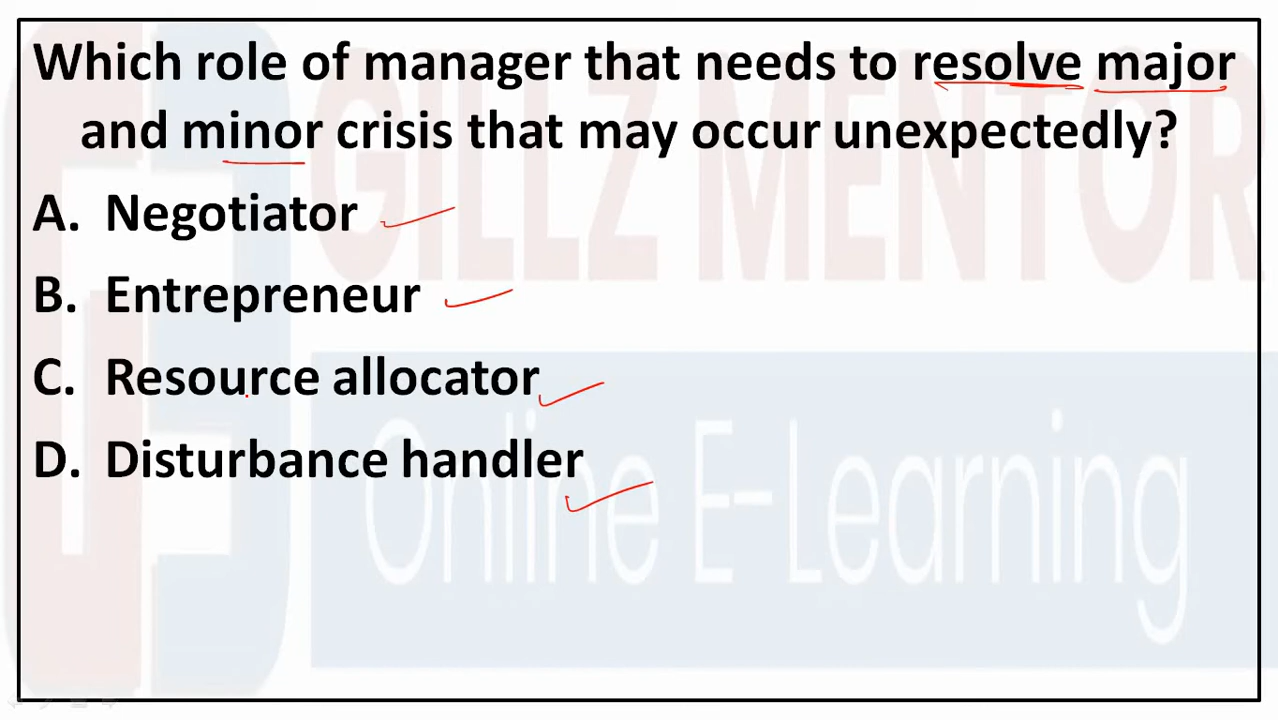 Which role of manager that needs to resolve major
and minor crisis that may occur unexpectedly?
A. Negotiator
B. Entrepreneur
C. Resource allocator
D. Disturbance handler
GILLZ MENTOR
Online E-Learning